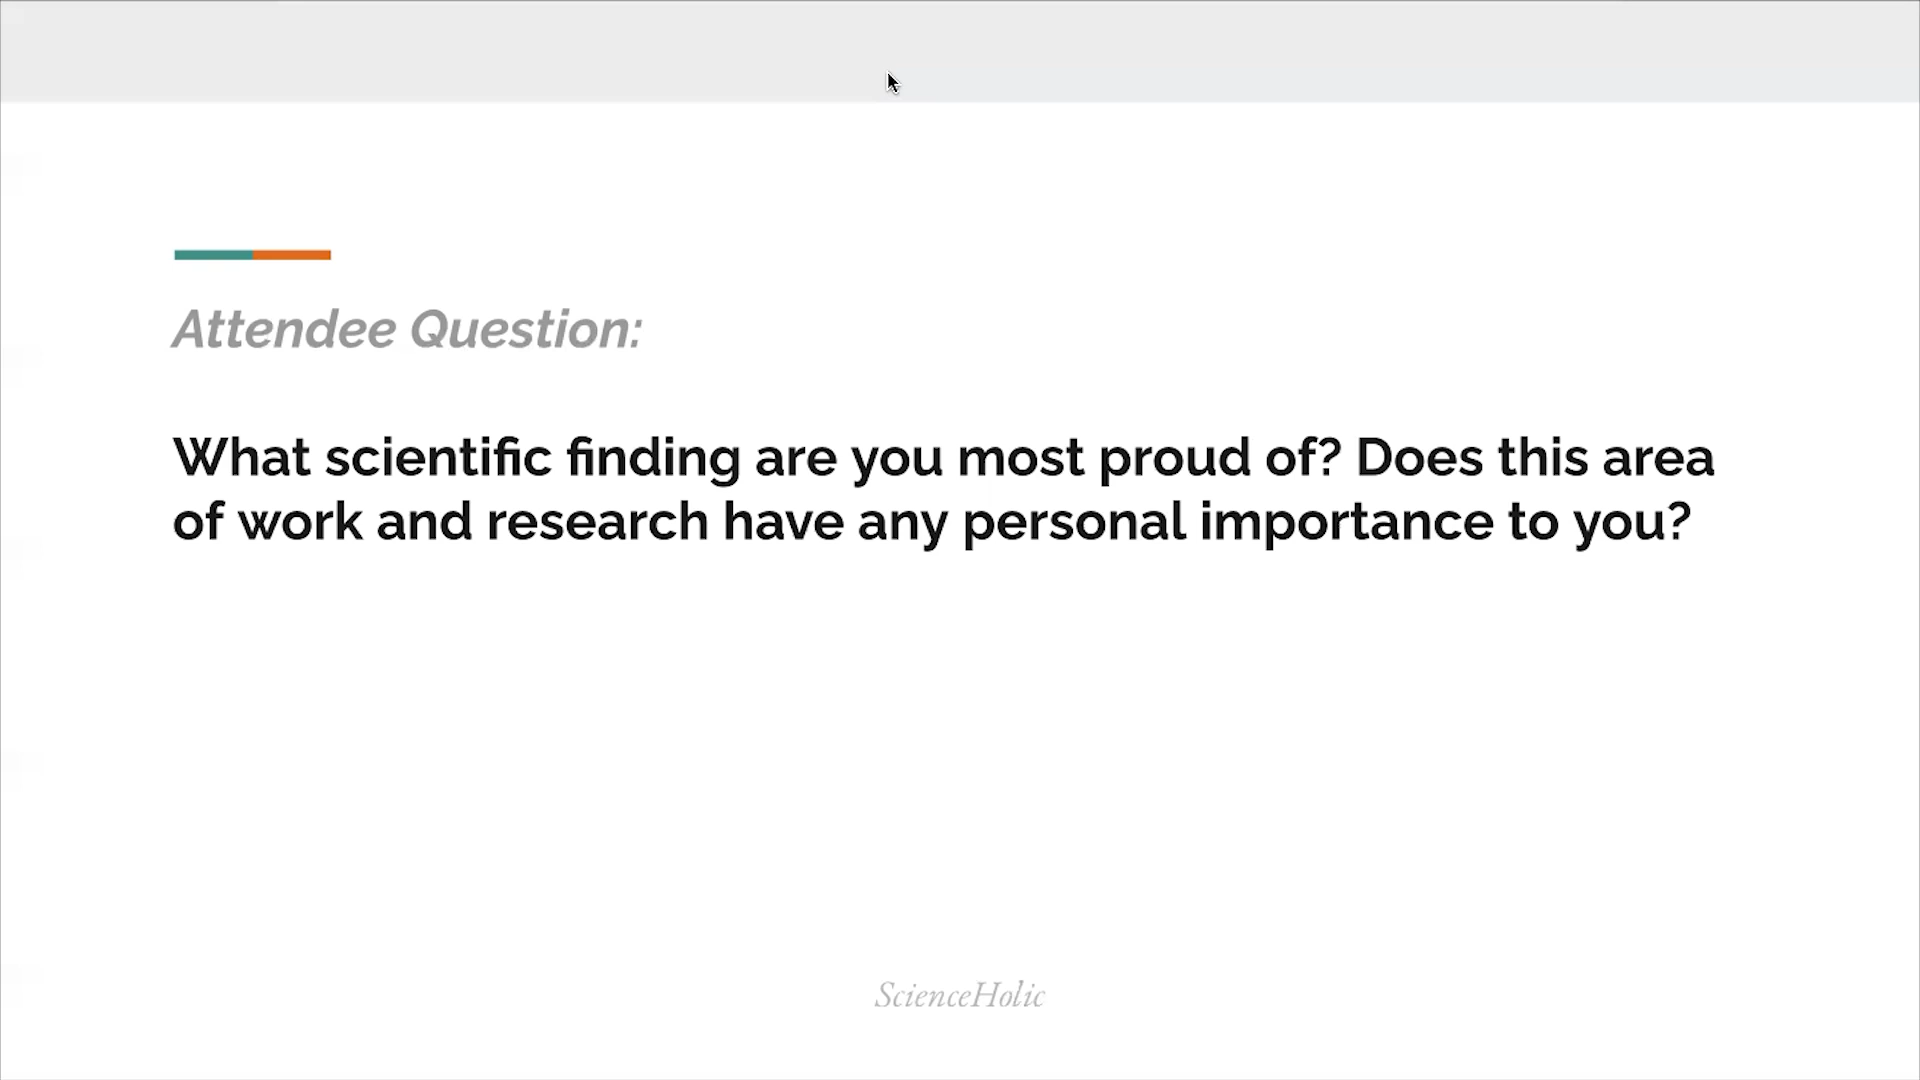 Attendee Question:
What scientific finding are you most proud of? Does this area
of work and research have any personal importance to you?
ScienceHolic